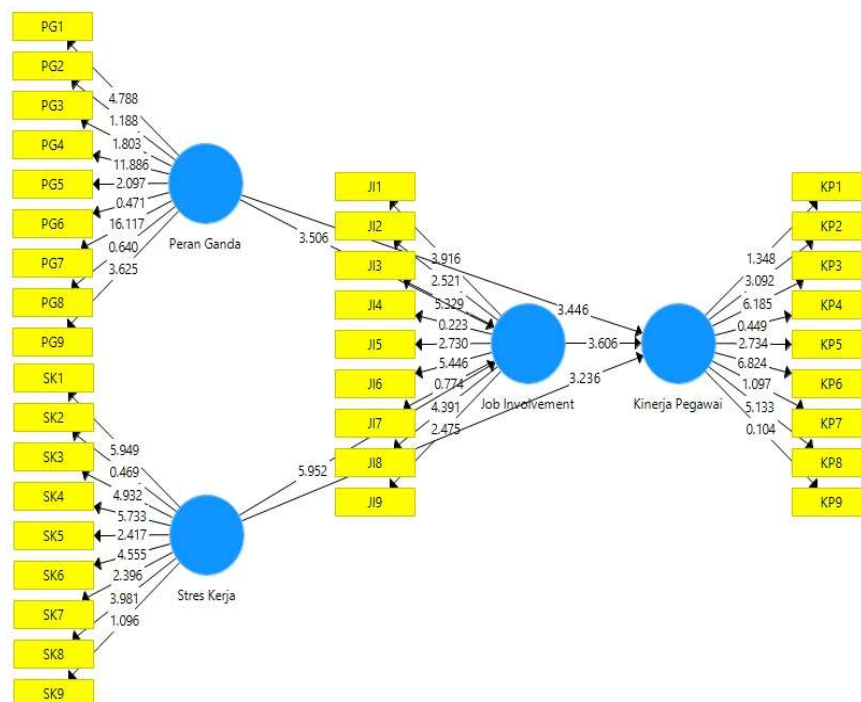 PG1
PG2
PG3
PG4
PG5
PG6
PG7
PG8
PG9
4.788
1.188
1.803
11.886
2.097
0.471
16.117
0.640
3.625
Peran Ganda
SK1
SK2
SK3
SK4
SK5
SK6
SK7
SK8
SK9
5.949
0.469
4.932
5.733
2.417
4.555
2.396
3.981
1.096
Stres Kerja
3.506
3.446
5.952
3.236
JI1
JI2
JI3
JI4
JI5
JI6
JI7
JI8
JI9
3.916
2.521
5.329
0.223
2.730
5.446
0.774
4.391
2.475
Job Involvement
3.606
Kinerja Pegawai
1.348
3.092
6.185
0.449
2.734
6.824
1.097
5.133
0.104
KP1
KP2
KP3
KP4
KP5
KP6
KP7
KP8
KP9